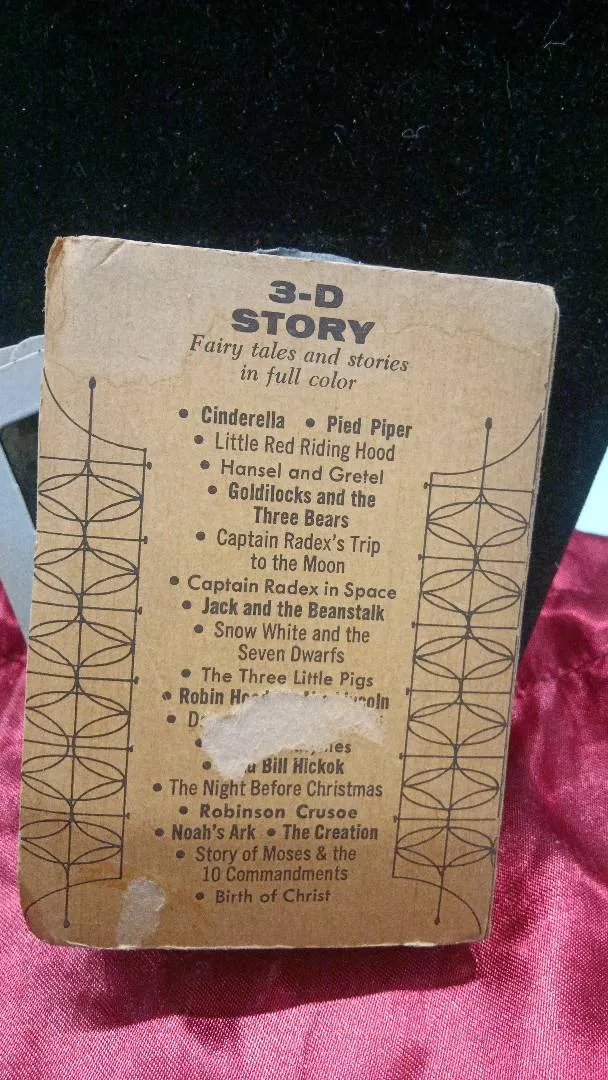 3-D
STORY
Fairy tales and stories
in full color
• Cinderella • Pied Piper
• Little Red Riding Hood
• Hansel and Gretel
• Goldilocks and the
Three Bears
• Captain Radex's Trip
to the Moon
• Captain Radex in Space
• Jack and the Beanstalk
• Snow White and the
Seven Dwarfs
• The Three Little Pigs
• Robin
• Bill Hickok
• The Night Before Christmas
• Robinson Crusoe
• Noah's Ark • The Creation
• Story of Moses & the
10 Commandments
• Birth of Christ